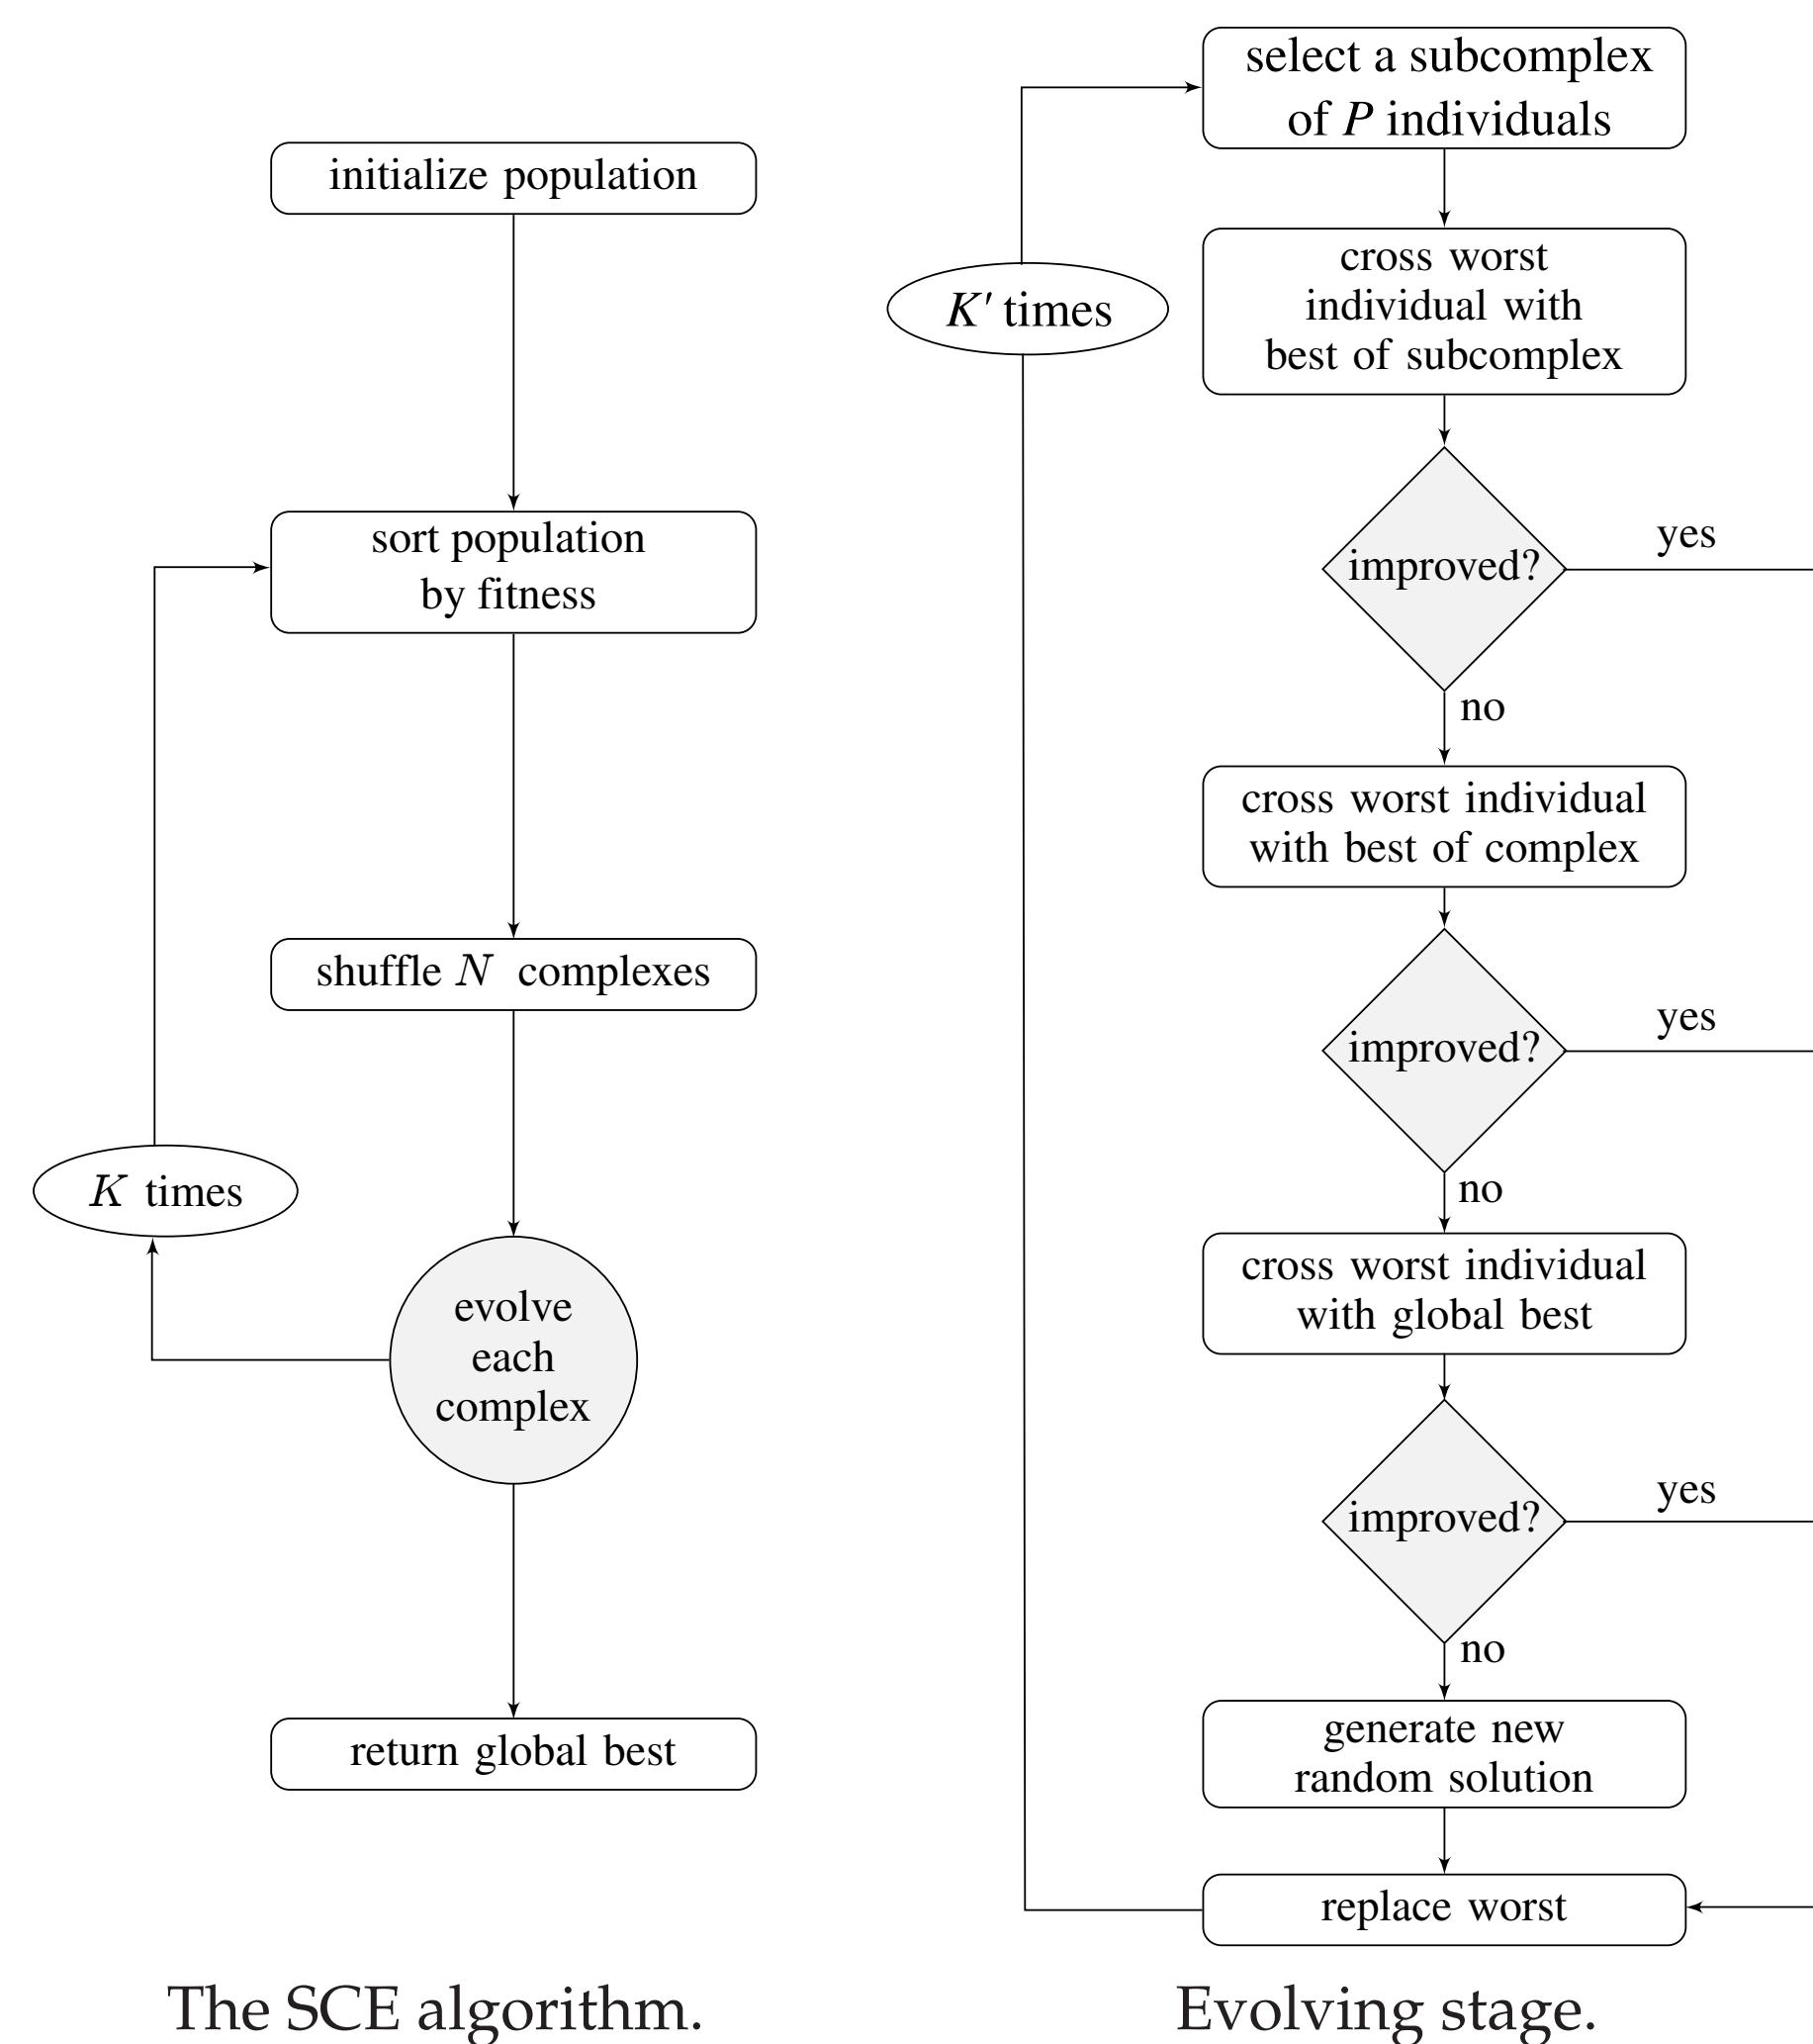 initialize population
sort population
by fitness
shuffle N complexes
K times
evolve
each
complex
return global best
The SCE algorithm.
select a subcomplex
of P individuals
K′ times
cross worst
individual with
best of subcomplex
improved?
yes
no
cross worst individual
with best of complex
improved?
yes
no
cross worst individual
with global best
improved?
yes
no
generate new
random solution
replace worst
Evolving stage.